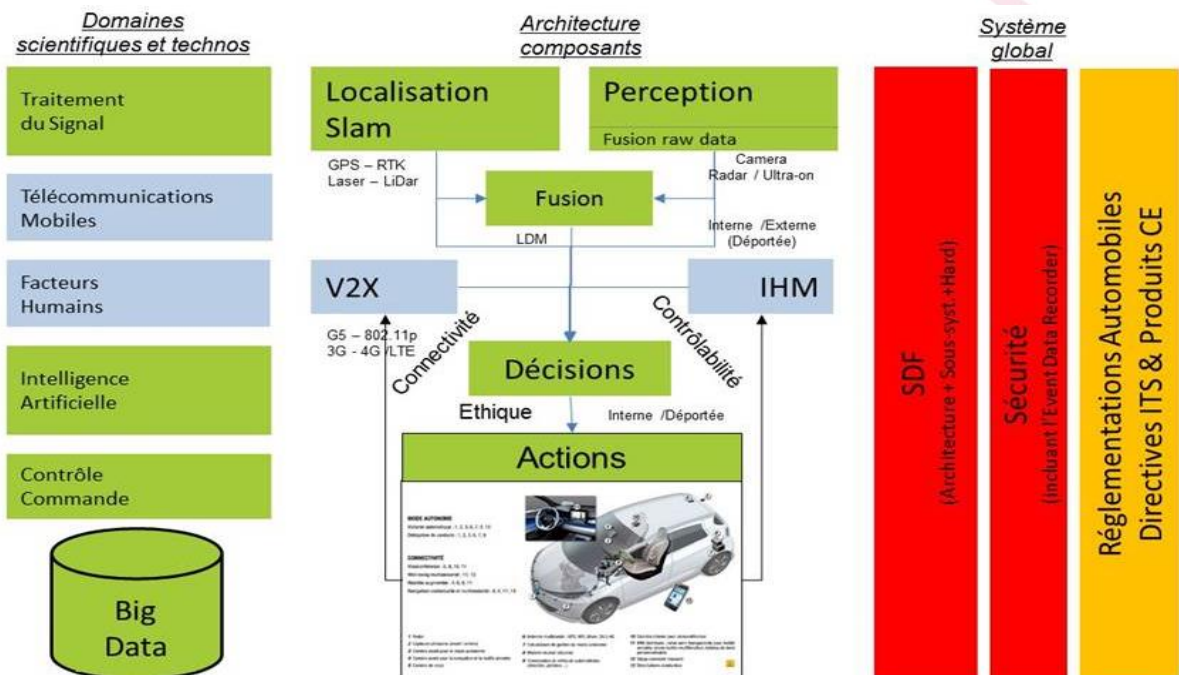 Domaines
scientifiques et technos
Traitement
du Signal
Télécommunications
Mobiles
Facteurs
Humains
Intelligence
Artificielle
Contrôle
Commande
Big
Data
Architecture
composants
Localisation
Slam
Perception
Fusion raw data
GPS – RTK
Laser – LiDar
Camera
Radar / Ultra-on
Fusion
LDM
Interne /Externe
(Déportée)
V2X
IHM
G5 – 802.11p
3G - 4G /LTE
Connectivité
Contrôlabilité
Décisions
Ethique
Interne /Déportée
Actions
MODE AUTONOME
CONNECTIVITÉ
Système
global
SDF
(Architecture + Sous-syst.+Hard)
Sécurité
(incluant l'Event Data Recorder)
Réglementations Automobiles
Directives ITS & Produits CE